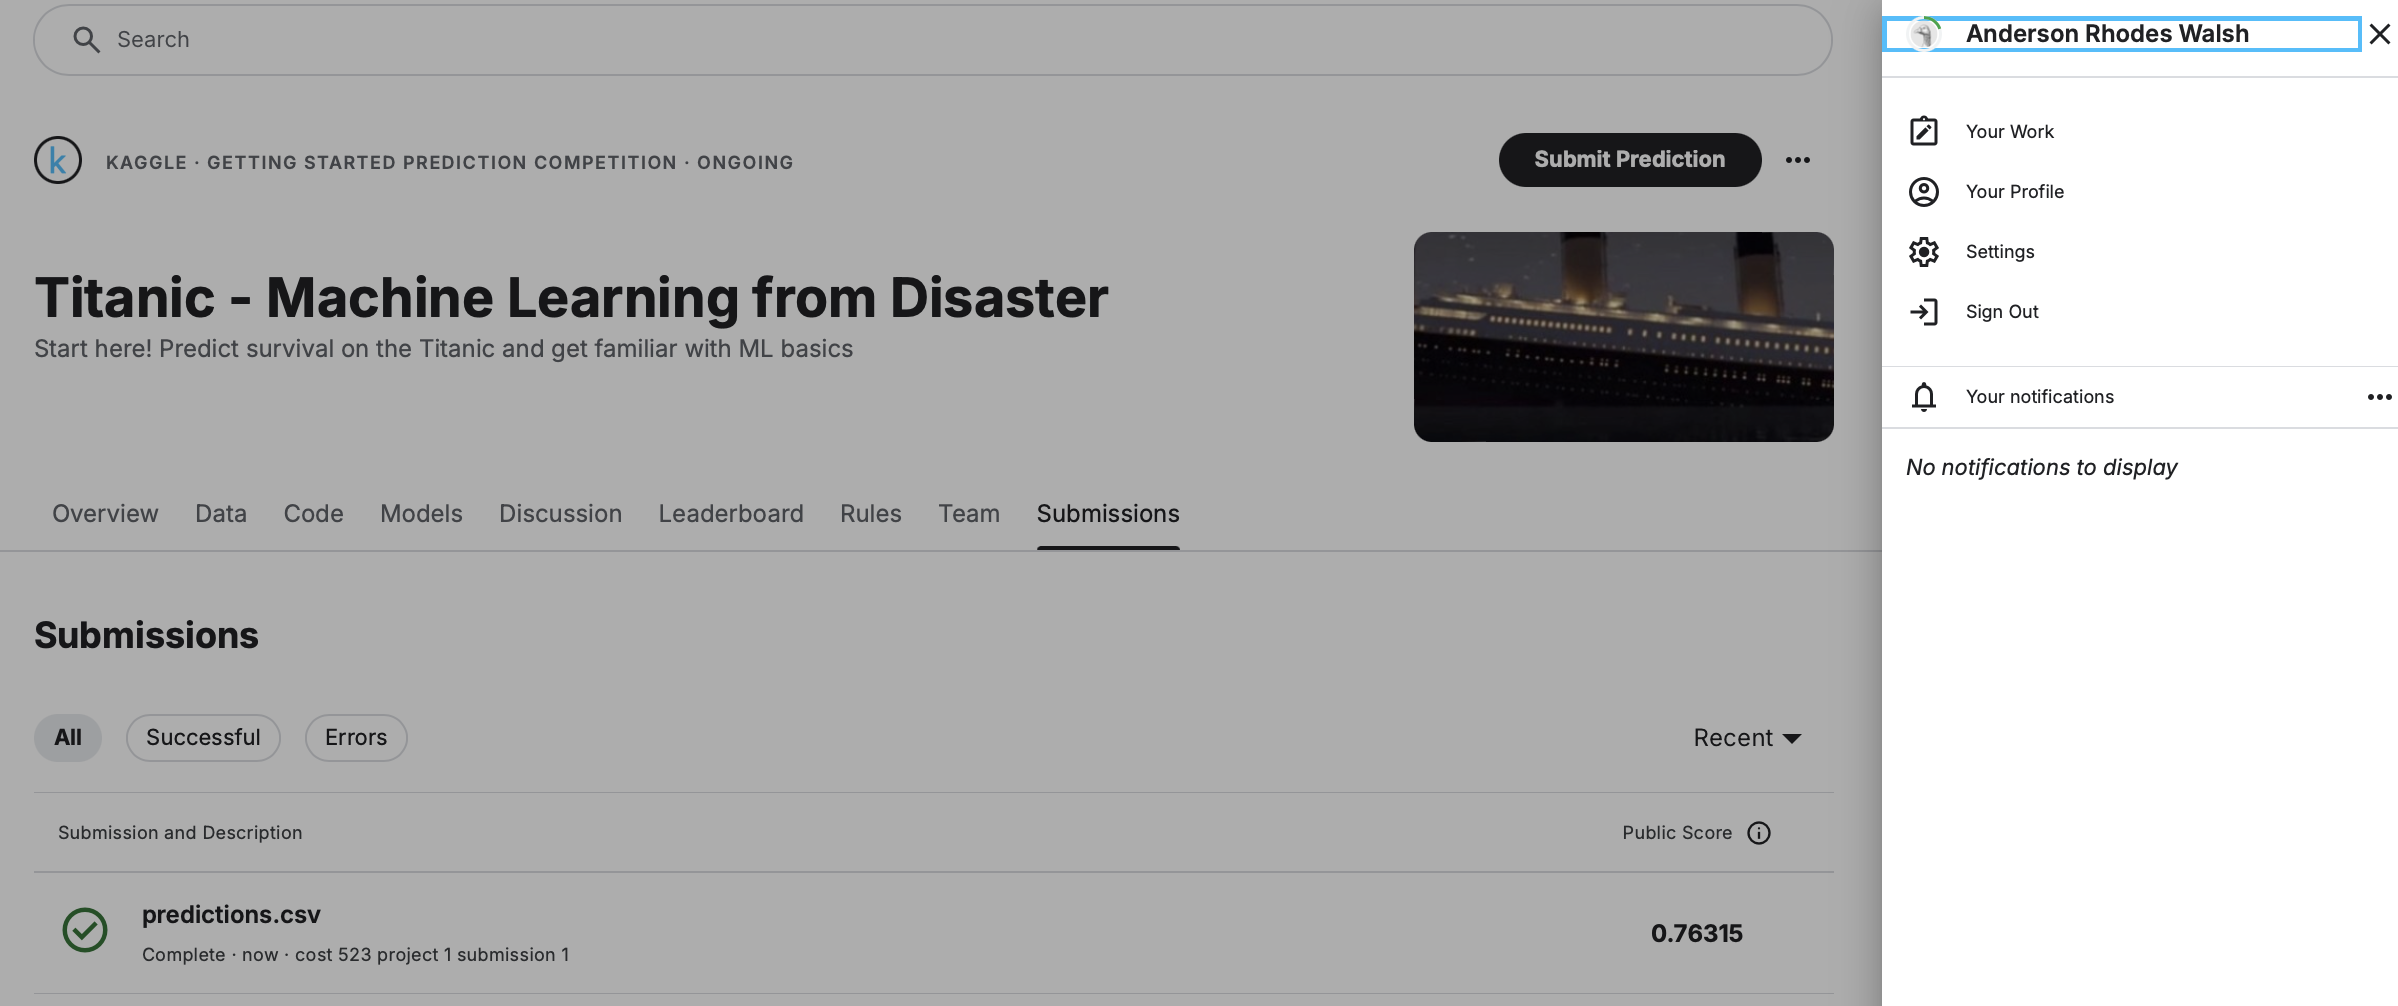 Search
k
KAGGLE · GETTING STARTED PREDICTION COMPETITION · ONGOING
Submit Prediction
Titanic - Machine Learning from Disaster
Start here! Predict survival on the Titanic and get familiar with ML basics
Overview Data Code Models Discussion Leaderboard Rules Team Submissions
Submissions
All Successful Errors
Recent
Submission and Description Public Score
predictions.csv
Complete · now · cost 523 project 1 submission 1
0.76315
Anderson Rhodes Walsh
Your Work
Your Profile
Settings
Sign Out
Your notifications
No notifications to display